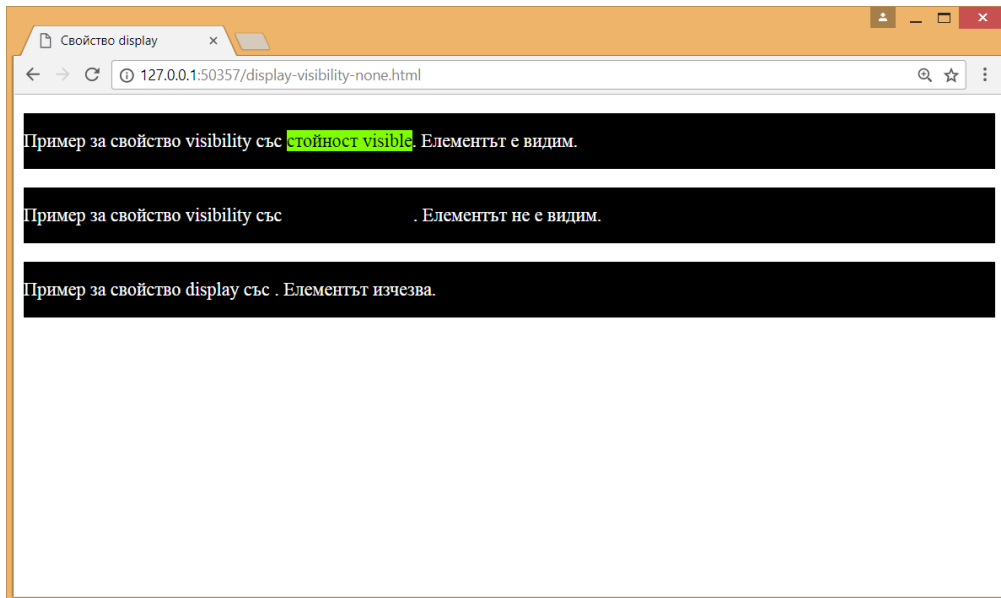 Свойство display
127.0.0.1:50357/display-visibility-none.html
Пример за свойство visibility със стойност visible. Елементът е видим.
Пример за свойство visibility със . Елементът не е видим.
Пример за свойство display със . Елементът изчезва.